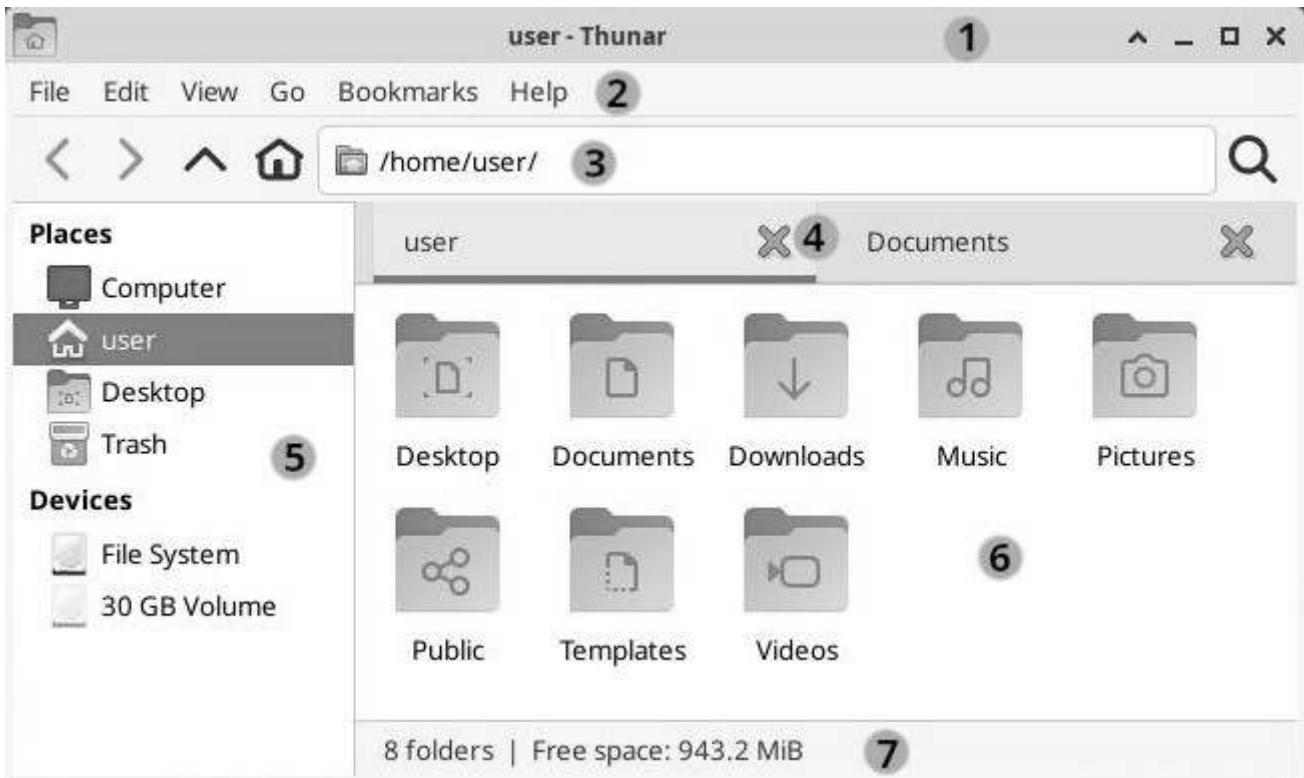 user - Thunar 1
File Edit View Go Bookmarks Help 2
/home/user/ 3
Places
Computer
user
Desktop
Trash
5
Devices
File System
30 GB Volume
user 4 Documents
Desktop Documents Downloads Music Pictures
6
Public Templates Videos
8 folders | Free space: 943.2 MiB 7